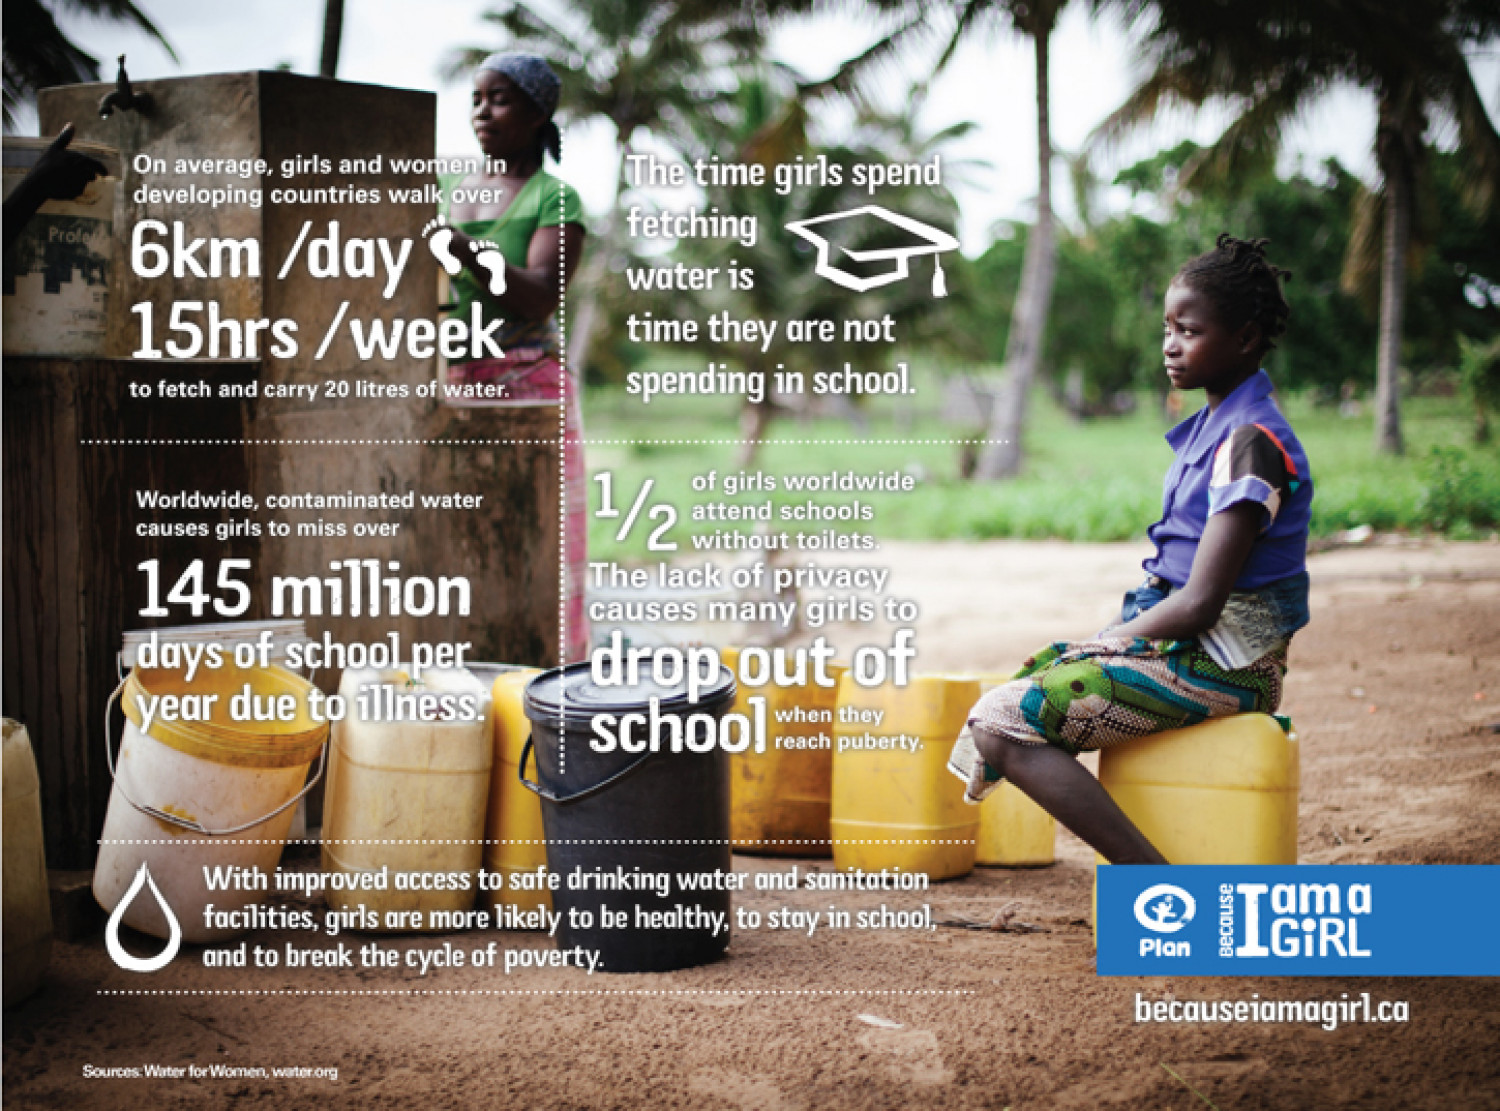 On average, girls and women in
developing countries walk over
6km /day
15hrs /week
to fetch and carry 20 litres of water.
The time girls spend
fetching
water is
time they are not
spending in school.
Worldwide, contaminated water
causes girls to miss over
145 million
days of school per
year due to illness.
1/2 of girls worldwide
attend schools
without toilets.
The lack of privacy
causes many girls to
drop out of
school when they
reach puberty.
With improved access to safe drinking water and sanitation
facilities, girls are more likely to be healthy, to stay in school,
and to break the cycle of poverty.
Plan
BECAUSE
I am a
GiRL
becauseiamagirl.ca
Sources: Water for Women, water.org